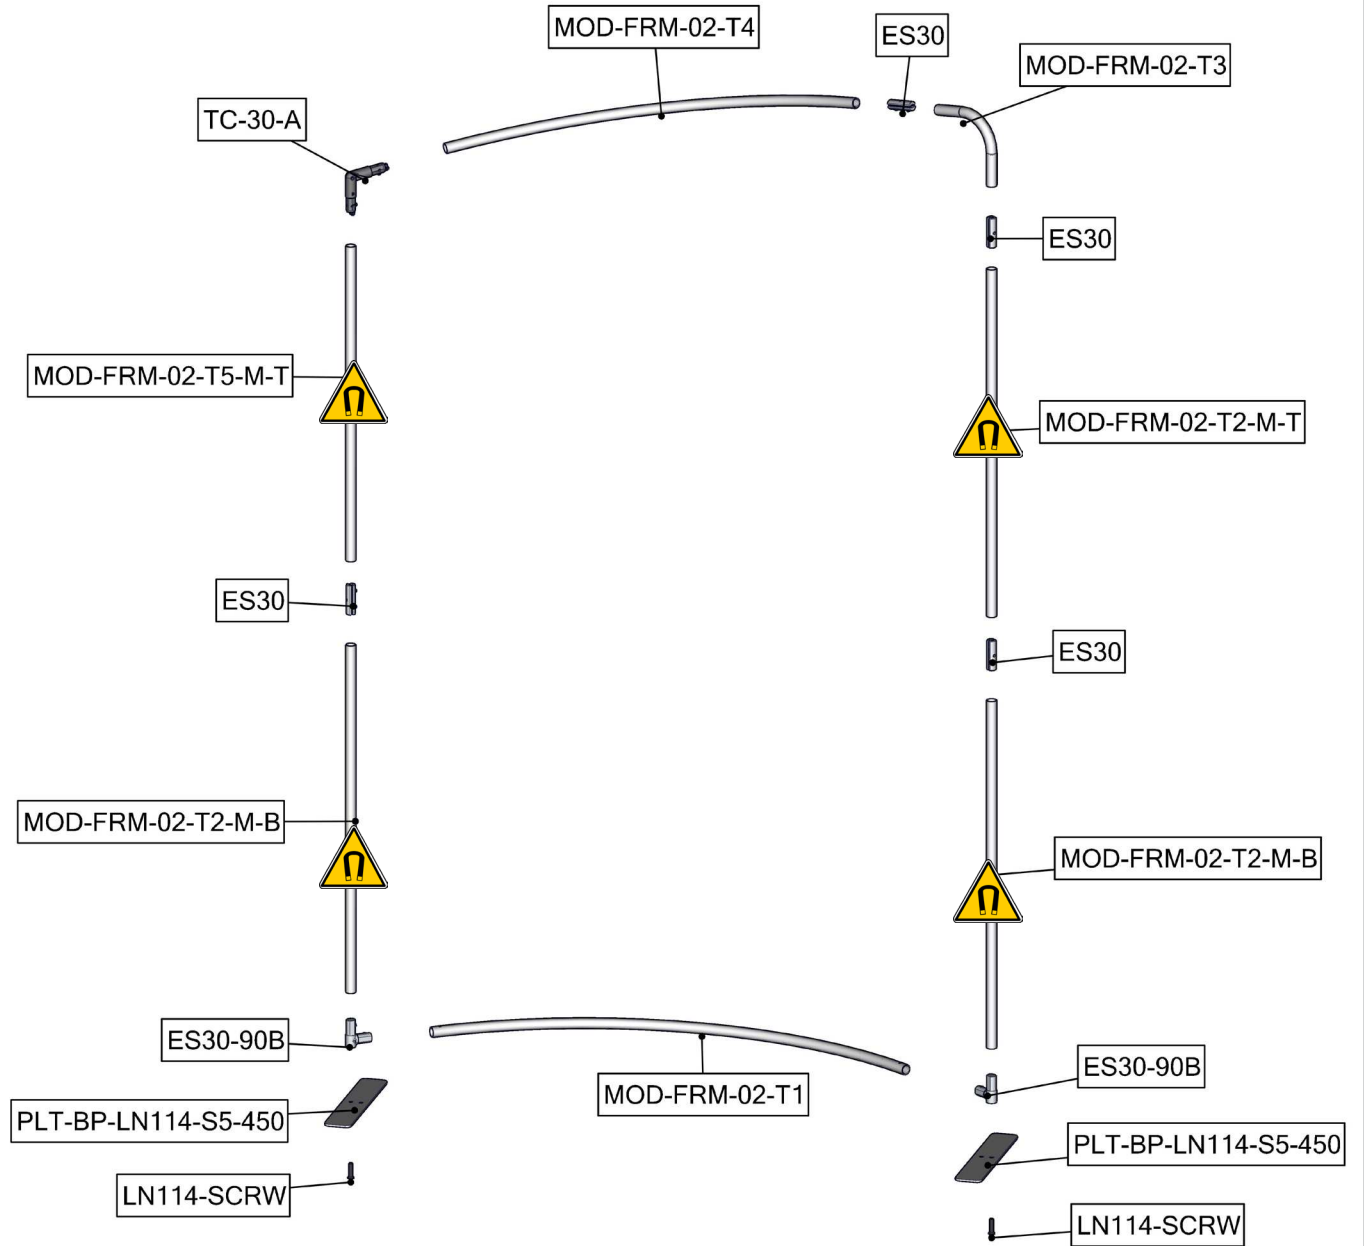 MOD-FRM-02-T4
ES30
MOD-FRM-02-T3
TC-30-A
ES30
MOD-FRM-02-T5-M-T
MOD-FRM-02-T2-M-T
ES30
ES30
MOD-FRM-02-T2-M-B
MOD-FRM-02-T2-M-B
ES30-90B
ES30-90B
MOD-FRM-02-T1
PLT-BP-LN114-S5-450
PLT-BP-LN114-S5-450
LN114-SCRW
LN114-SCRW